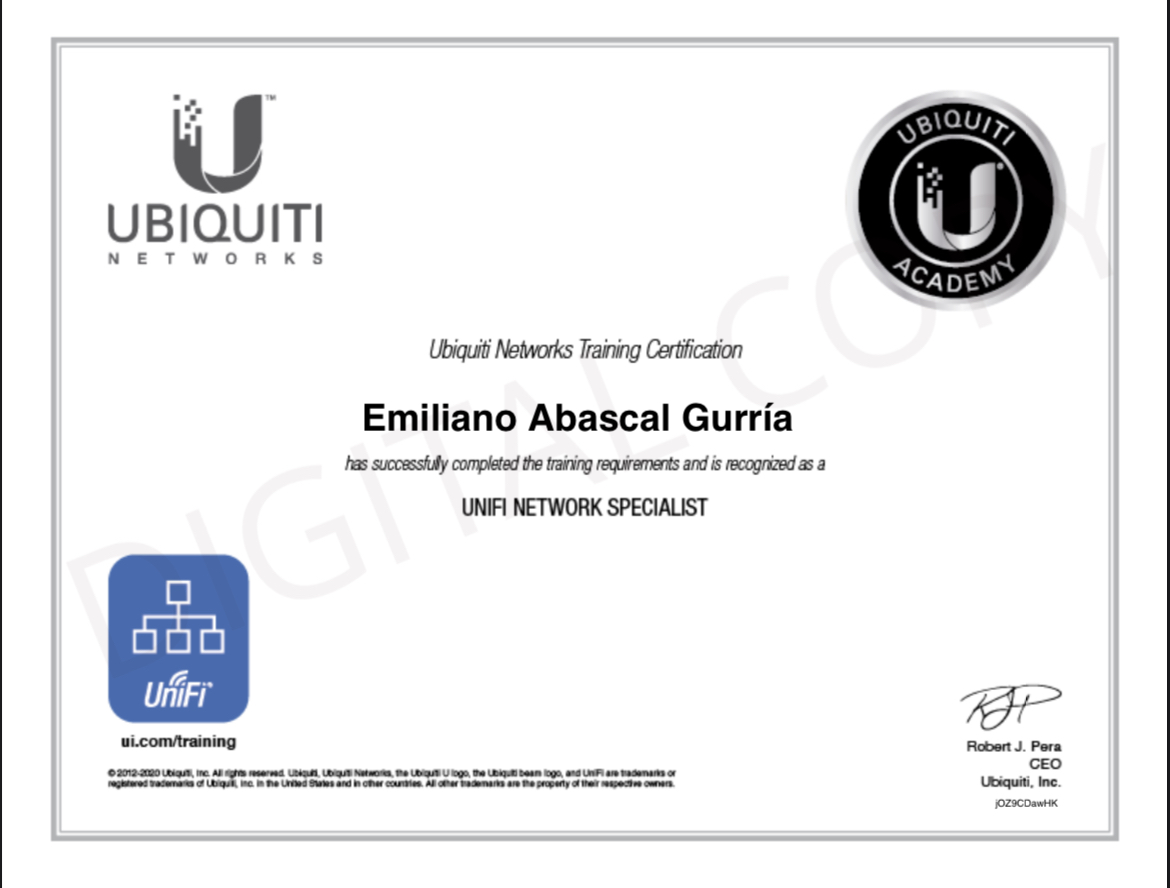 UBIQUITI
NETWORKS
UBIQUITI
ACADEMY
Ubiquiti Networks Training Certification
Emiliano Abascal Gurría
has successfully completed the training requirements and is recognized as a
UNIFI NETWORK SPECIALIST
DIGITAL COPY
UniFi
ui.com/training
© 2012-2020 Ubiquiti, Inc. All rights reserved. Ubiquiti, Ubiquiti Networks, the Ubiquiti U logo, the Ubiquiti beam logo, and UniFi are trademarks or
registered trademarks of Ubiquiti, Inc. in the United States and in other countries. All other trademarks are the property of their respective owners.
RJP
Robert J. Pera
CEO
Ubiquiti, Inc.
jOZ9CDawHK